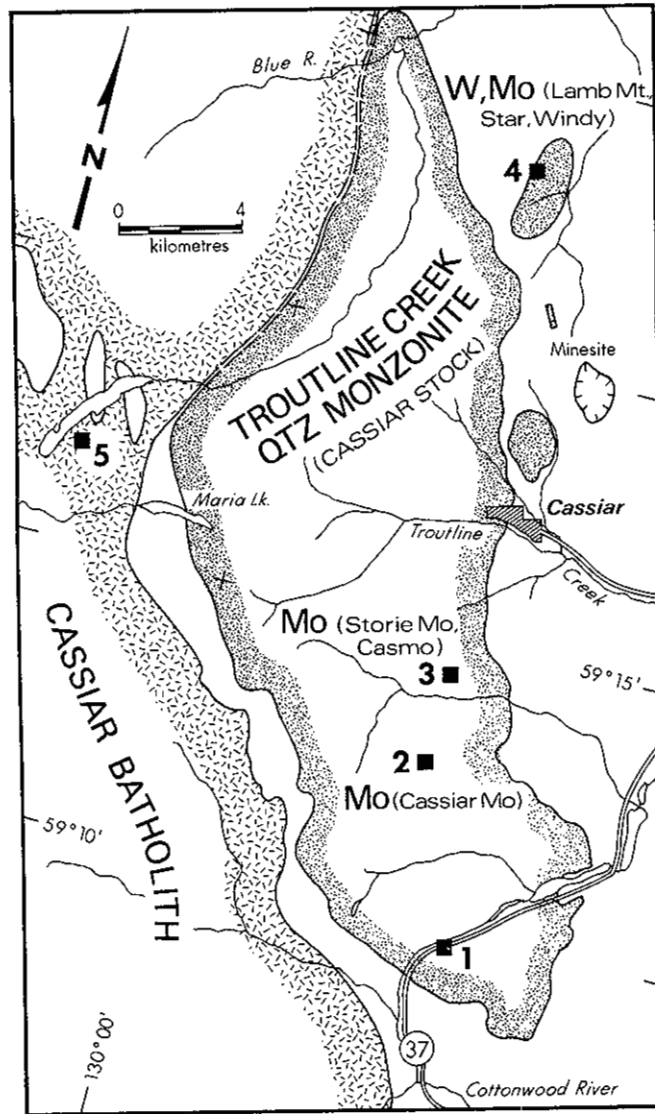 Blue R.
W,Mo (Lamb Mt.,
Star, Windy)
N
4
0 4
kilometres
TROUTLINE CREEK
QTZ MONZONITE
(CASSIAR STOCK)
Minesite
5
Maria Lk.
Cassiar
Troutline
Creek
Mo (Storie Mo,
Casmo)
3
59°15'
CASSIAR BATHOLITH
2
Mo (Cassiar Mo)
59°10'
1
130°00'
37
Cottonwood River